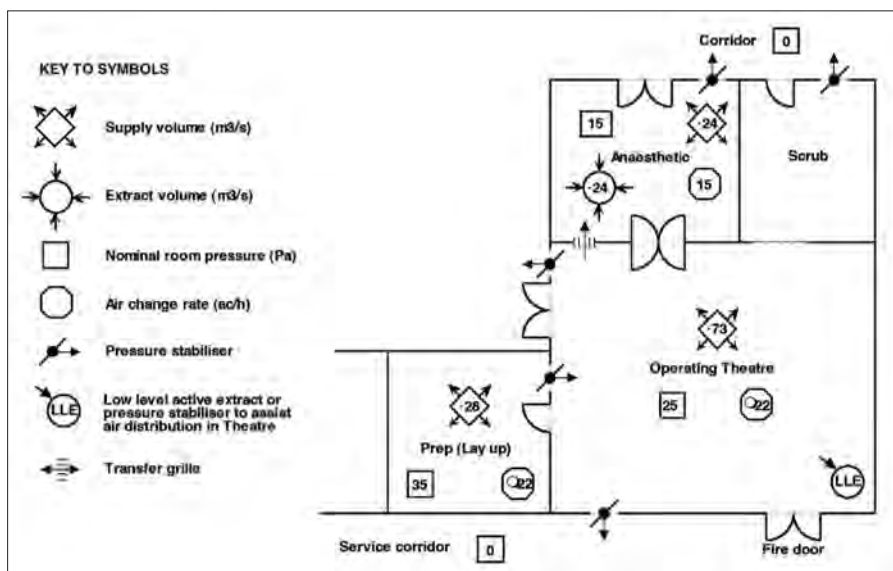 KEY TO SYMBOLS
Supply volume (m3/s)
Extract volume (m3/s)
Nominal room pressure (Pa)
Air change rate (ac/h)
Pressure stabiliser
LLE
Low level active extract or
pressure stabiliser to assist
air distribution in Theatre
Transfer grille
Corridor 0
15
·24
Anaesthetic
·24
15
Scrub
·73
Operating Theatre
25
22
LLE
·28
Prep (Lay up)
35
22
Service corridor 0
Fire door